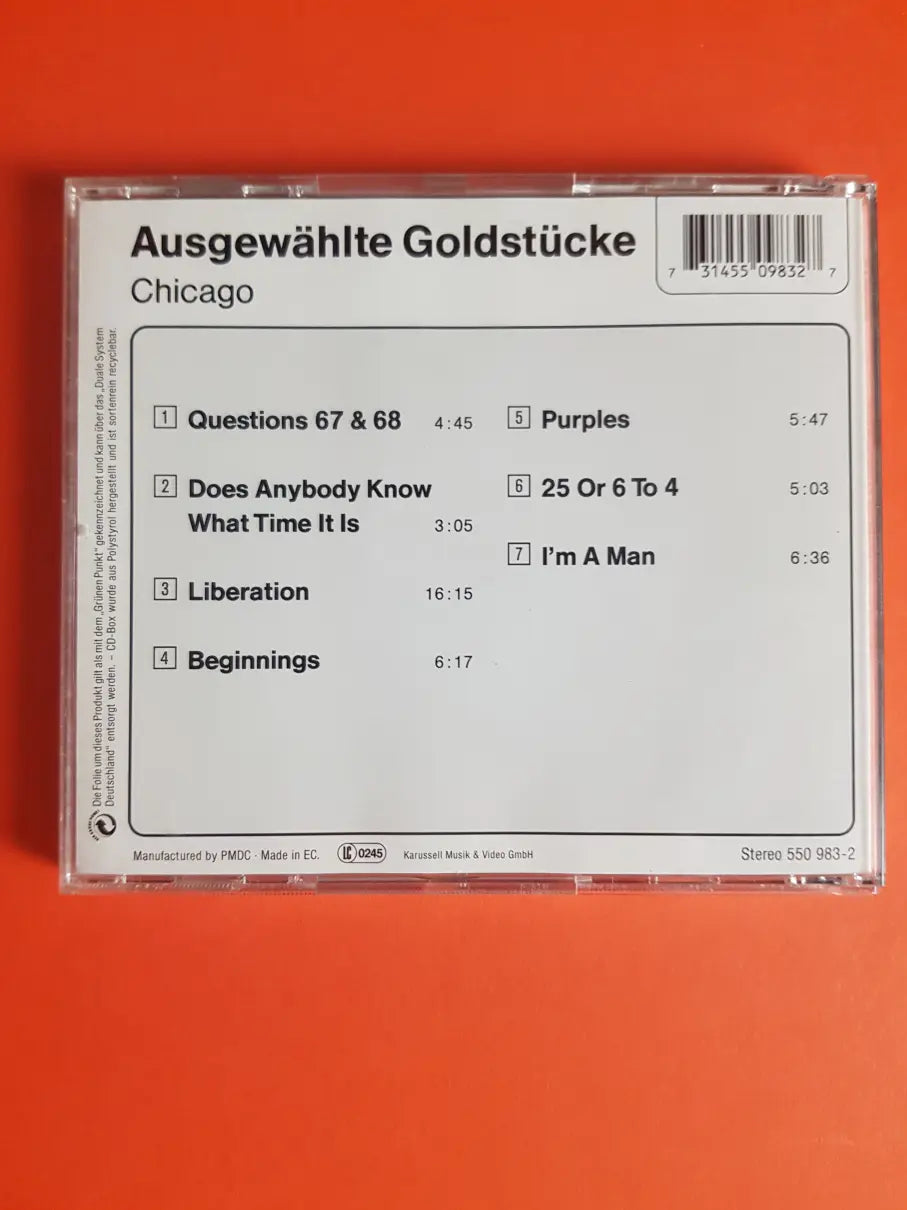 Ausgewählte Goldstücke
Chicago
7 31455 09832 7
1 Questions 67 & 68 4:45
2 Does Anybody Know
What Time It Is 3:05
3 Liberation 16:15
4 Beginnings 6:17
5 Purples 5:47
6 25 Or 6 To 4 5:03
7 I'm A Man 6:36
Die Folie um dieses Produkt gilt als mit dem „Grünen Punkt" gekennzeichnet und kann über das „Duale System
Deutschland" entsorgt werden. – CD-Box wurde aus Polystyrol hergestellt und ist sortenrein recyclebar.
Manufactured by PMDC · Made in EC. LC 0245 Karussell Musik & Video GmbH Stereo 550 983-2